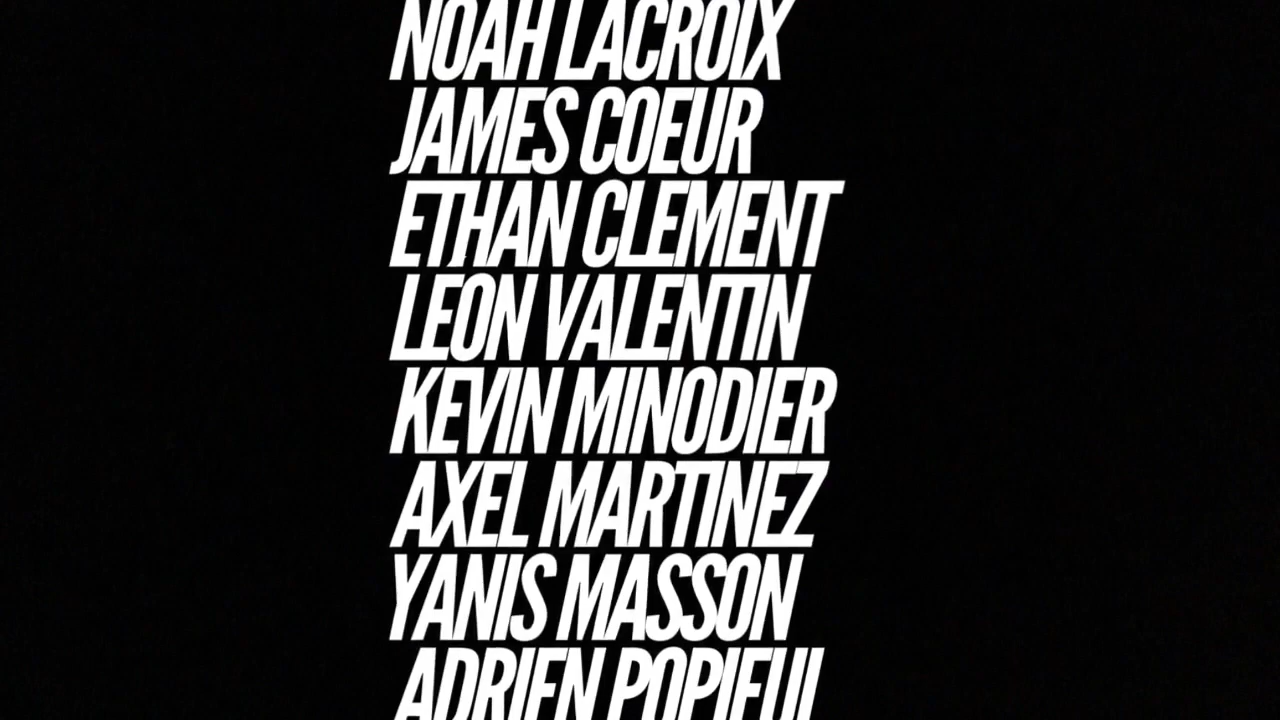 NOAH LACROIX
JAMES COEUR
ETHAN CLEMENT
LEON VALENTIN
KEVIN MINODIER
AXEL MARTINEZ
YANIS MASSON
ADRIEN